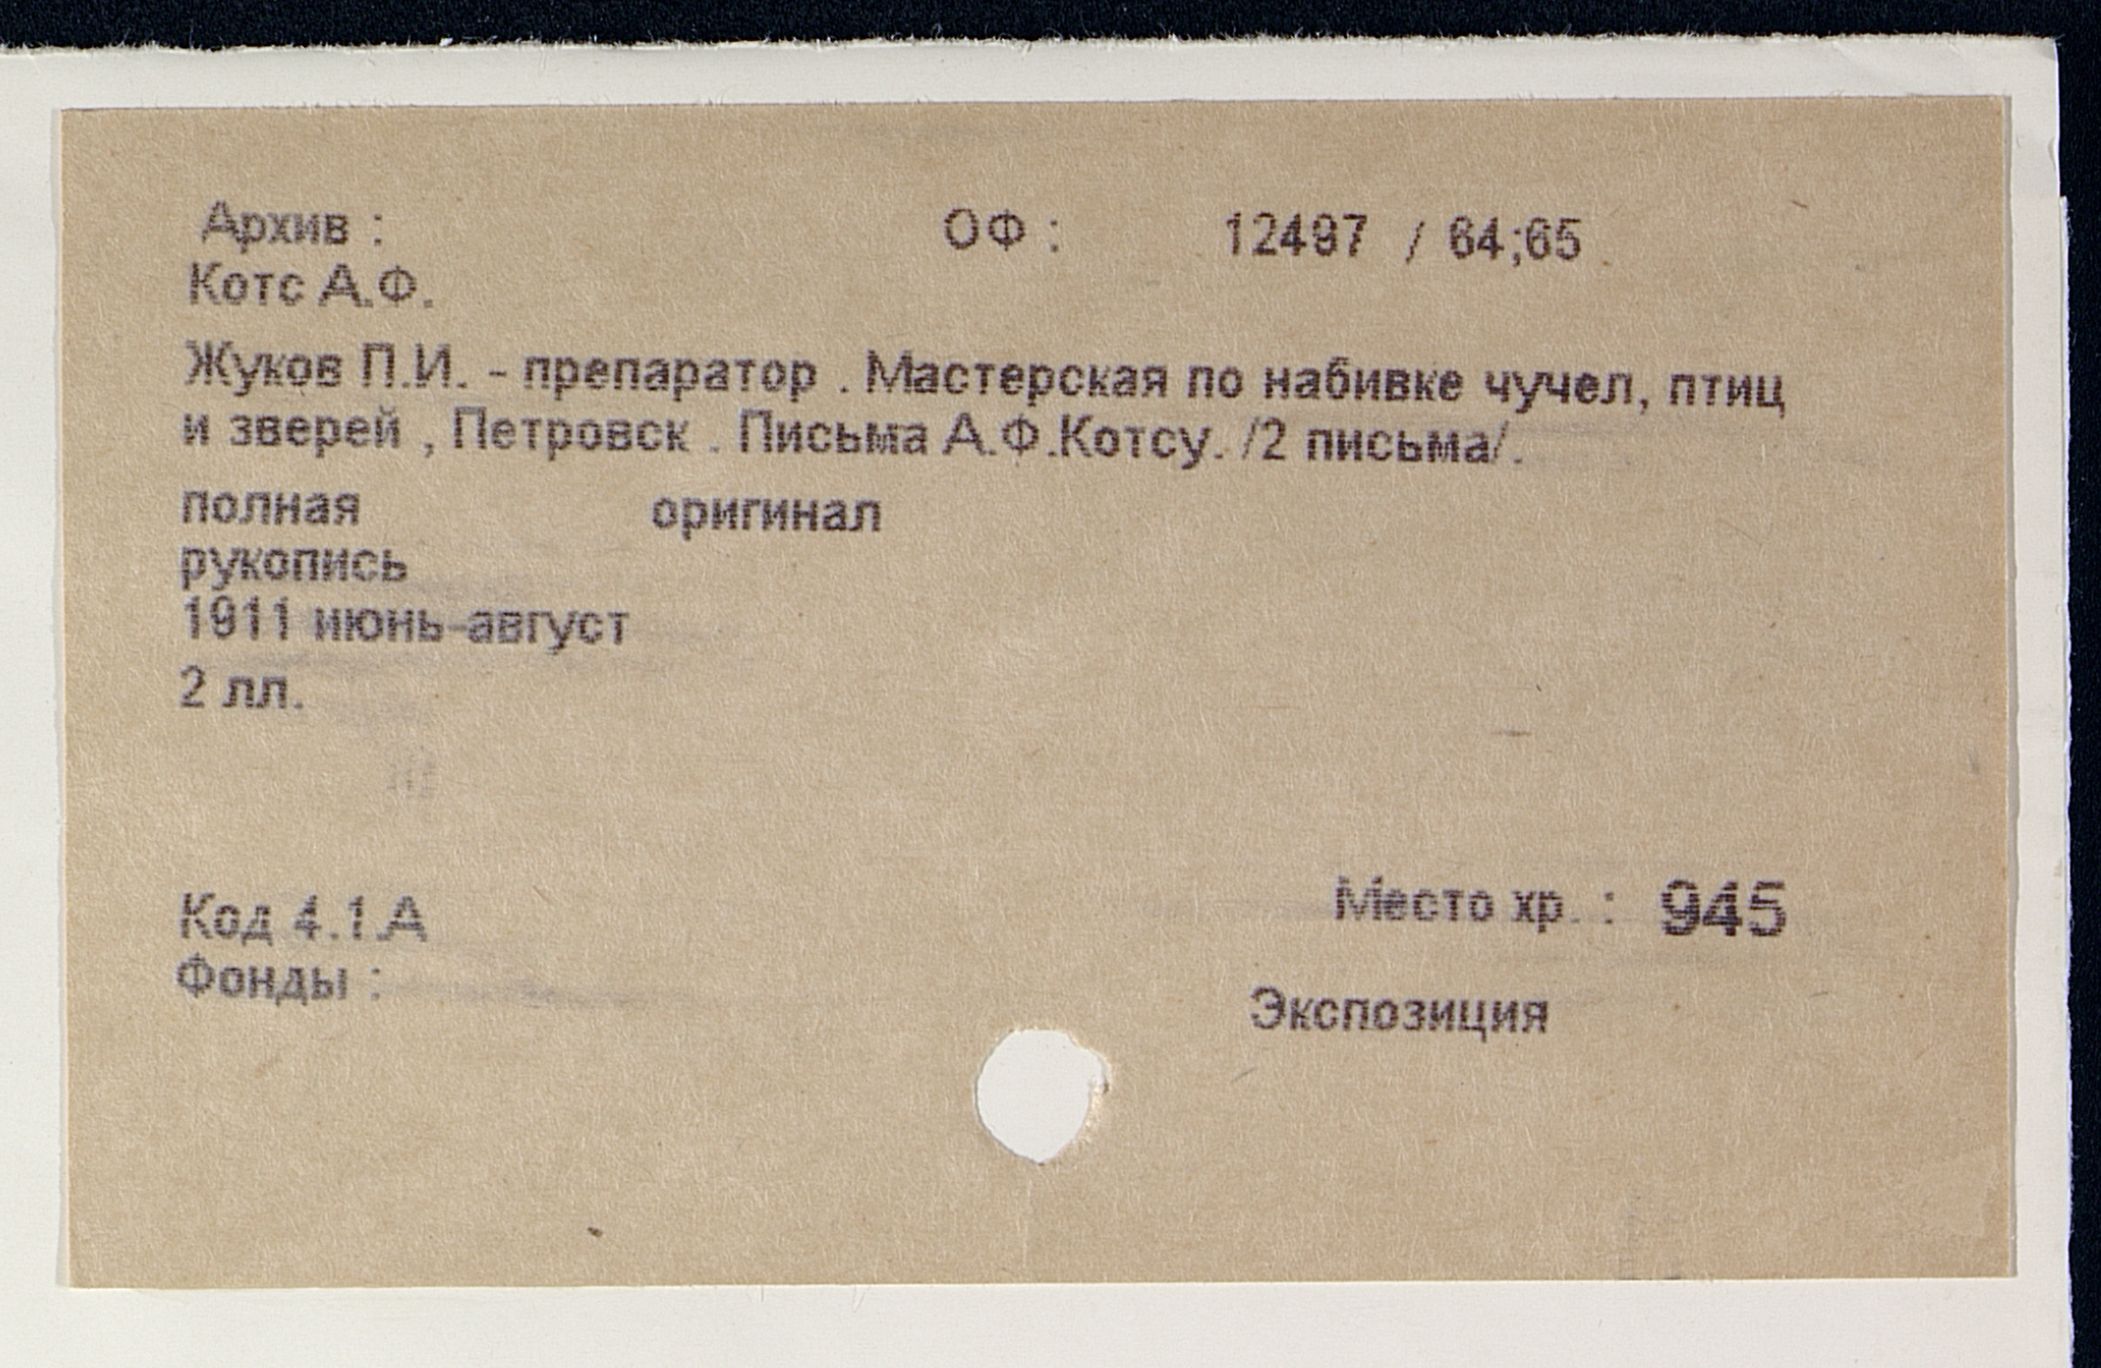 Архив : ОФ : 12497 / 64;65
Котс А.Ф.
Жуков П.И. - препаратор . Мастерская по набивке чучел, птиц
и зверей , Петровск . Письма А.Ф.Котсу. /2 письма/.
полная оригинал
рукопись
1911 июнь-август
2 лл.
Код 4.1.А Место хр. : 945
Фонды :
Экспозиция